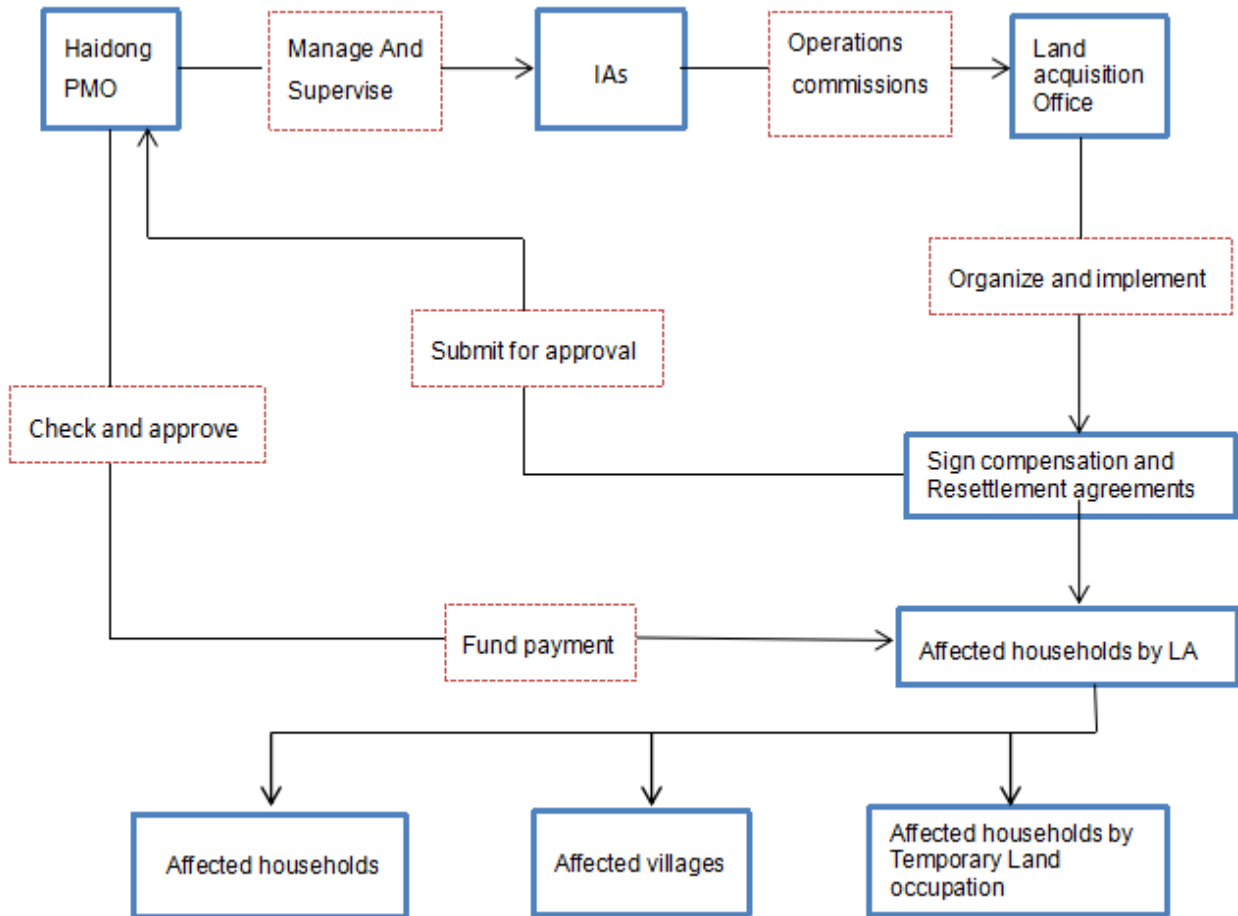 Haidong
PMO
Manage And
Supervise
IAs
Operations
commissions
Land
acquisition
Office
Organize and implement
Submit for approval
Check and approve
Sign compensation and
Resettlement agreements
Fund payment
Affected households by LA
Affected households
Affected villages
Affected households by
Temporary Land
occupation